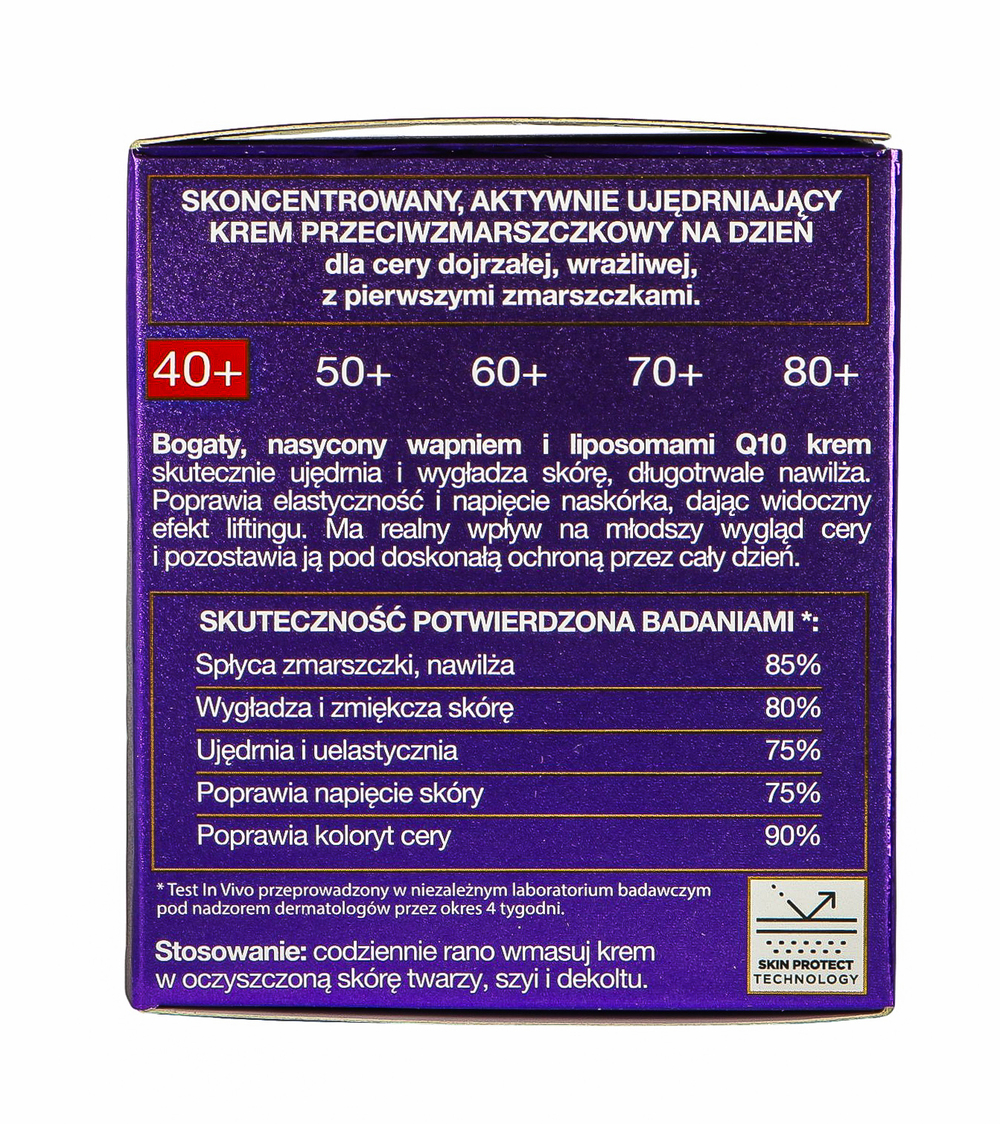 SKONCENTROWANY, AKTYWNIE UJĘDRNIAJĄCY
KREM PRZECIWZMARSZCZKOWY NA DZIEŃ
dla cery dojrzałej, wrażliwej,
z pierwszymi zmarszczkami.
40+ 50+ 60+ 70+ 80+
Bogaty, nasycony wapniem i liposomami Q10 krem
skutecznie ujędrnia i wygładza skórę, długotrwale nawilża.
Poprawia elastyczność i napięcie naskórka, dając widoczny
efekt liftingu. Ma realny wpływ na młodszy wygląd cery
i pozostawia ją pod doskonałą ochroną przez cały dzień.
SKUTECZNOŚĆ POTWIERDZONA BADANIAMI *:
Spłyca zmarszczki, nawilża 85%
Wygładza i zmiękcza skórę 80%
Ujędrnia i uelastycznia 75%
Poprawia napięcie skóry 75%
Poprawia koloryt cery 90%
* Test In Vivo przeprowadzony w niezależnym laboratorium badawczym
pod nadzorem dermatologów przez okres 4 tygodni.
Stosowanie: codziennie rano wmasuj krem
w oczyszczoną skórę twarzy, szyi i dekoltu.
SKIN PROTECT
TECHNOLOGY